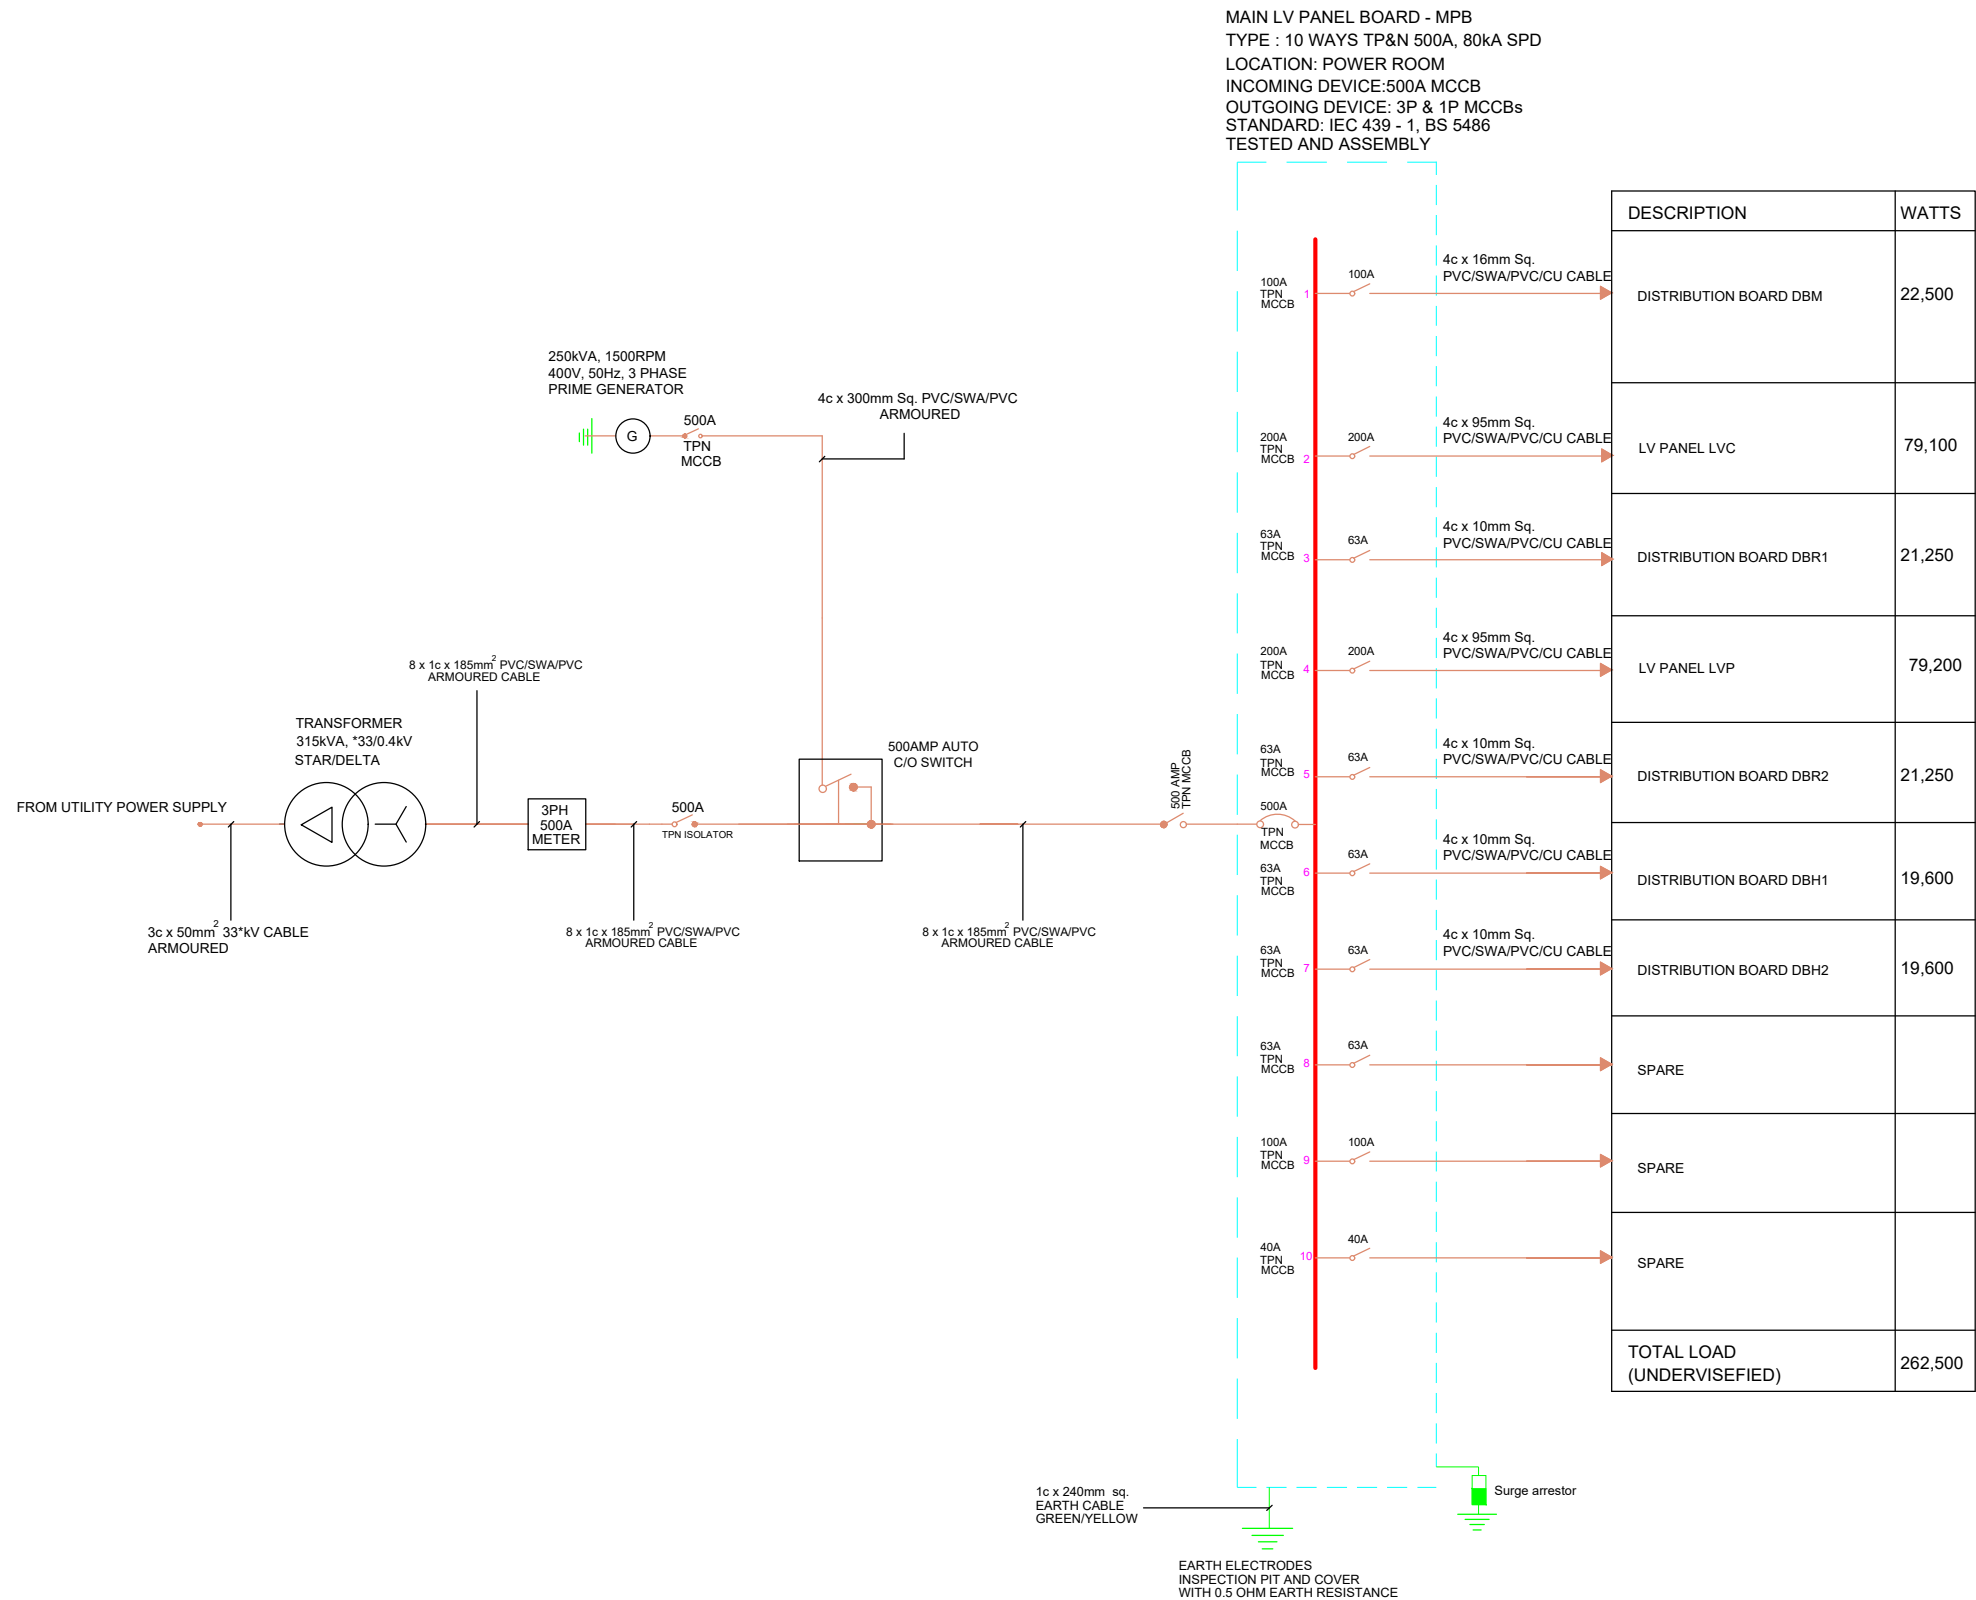 MAIN LV PANEL BOARD - MPB
TYPE : 10 WAYS TP&N 500A, 80kA SPD
LOCATION: POWER ROOM
INCOMING DEVICE:500A MCCB
OUTGOING DEVICE: 3P & 1P MCCBs
STANDARD: IEC 439 - 1, BS 5486
TESTED AND ASSEMBLY
DESCRIPTION WATTS
100A
TPN
MCCB
1
100A
4c x 16mm Sq.
PVC/SWA/PVC/CU CABLE
DISTRIBUTION BOARD DBM 22,500
200A
TPN
MCCB
2
200A
4c x 95mm Sq.
PVC/SWA/PVC/CU CABLE
LV PANEL LVC 79,100
63A
TPN
MCCB
3
63A
4c x 10mm Sq.
PVC/SWA/PVC/CU CABLE
DISTRIBUTION BOARD DBR1 21,250
200A
TPN
MCCB
4
200A
4c x 95mm Sq.
PVC/SWA/PVC/CU CABLE
LV PANEL LVP 79,200
63A
TPN
MCCB
5
63A
4c x 10mm Sq.
PVC/SWA/PVC/CU CABLE
DISTRIBUTION BOARD DBR2 21,250
500A
TPN
MCCB
63A
TPN
MCCB
6
63A
4c x 10mm Sq.
PVC/SWA/PVC/CU CABLE
DISTRIBUTION BOARD DBH1 19,600
63A
TPN
MCCB
7
63A
4c x 10mm Sq.
PVC/SWA/PVC/CU CABLE
DISTRIBUTION BOARD DBH2 19,600
63A
TPN
MCCB
8
63A
SPARE
100A
TPN
MCCB
9
100A
SPARE
40A
TPN
MCCB
10
40A
SPARE
TOTAL LOAD
(UNDERVISEFIED)
262,500
250kVA, 1500RPM
400V, 50Hz, 3 PHASE
PRIME GENERATOR
G
500A
TPN
MCCB
4c x 300mm Sq. PVC/SWA/PVC
ARMOURED
8 x 1c x 185mm² PVC/SWA/PVC
ARMOURED CABLE
TRANSFORMER
315kVA, *33/0.4kV
STAR/DELTA
FROM UTILITY POWER SUPPLY
3PH
500A
METER
500A
TPN ISOLATOR
500AMP AUTO
C/O SWITCH
500 AMP
TPN MCCB
3c x 50mm² 33*kV CABLE
ARMOURED
8 x 1c x 185mm² PVC/SWA/PVC
ARMOURED CABLE
8 x 1c x 185mm² PVC/SWA/PVC
ARMOURED CABLE
1c x 240mm sq.
EARTH CABLE
GREEN/YELLOW
Surge arrestor
EARTH ELECTRODES
INSPECTION PIT AND COVER
WITH 0.5 OHM EARTH RESISTANCE